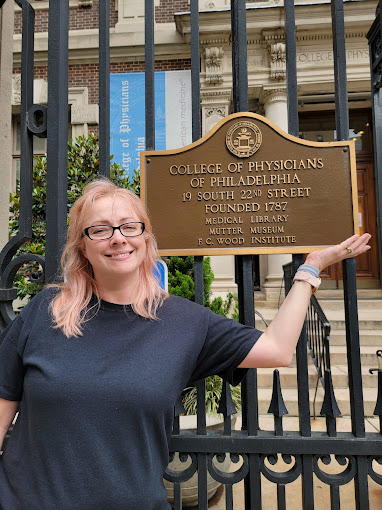 COLLEGE OF PHYSICIANS
OF PHILADELPHIA
19 SOUTH 22ND STREET
FOUNDED 1787
MEDICAL LIBRARY
MUTTER MUSEUM
F. C. WOOD INSTITUTE
College of Physicians
of Philadelphia
COLLEGE